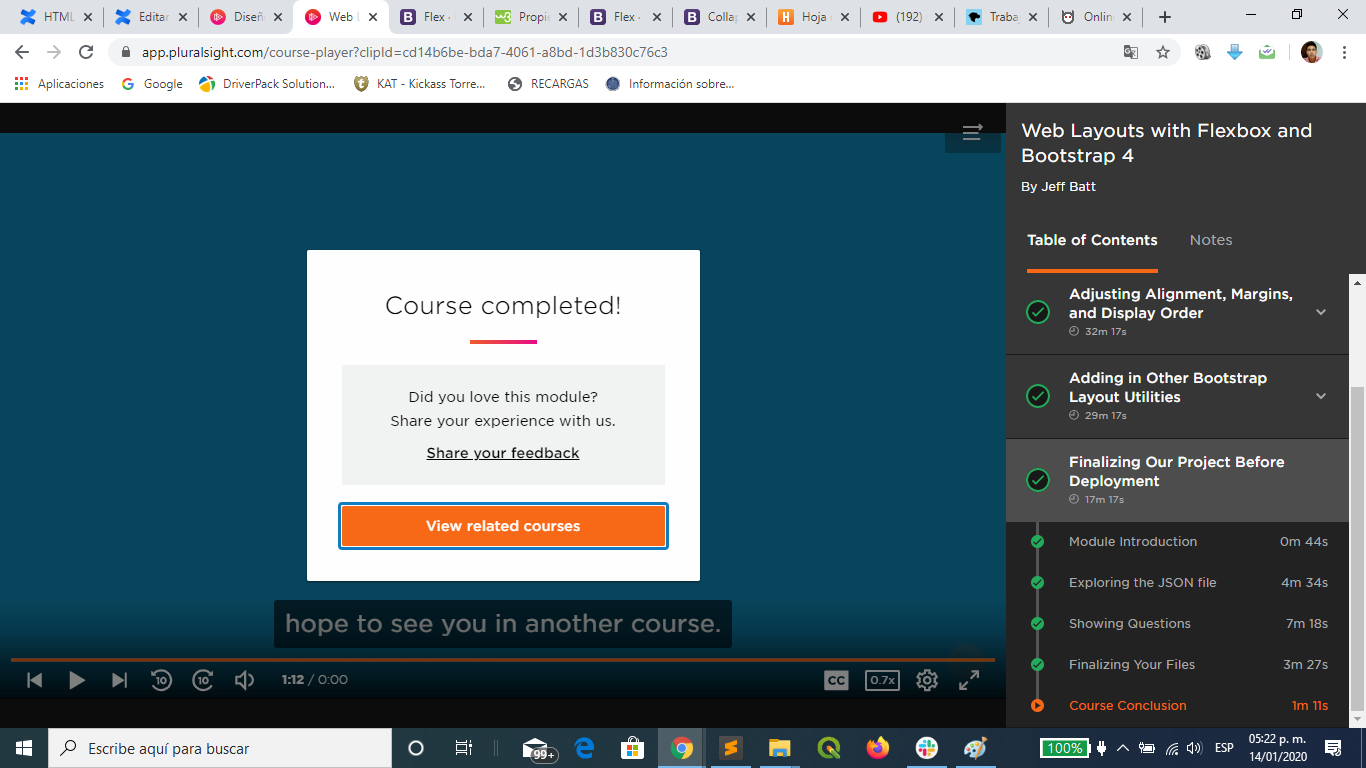 HTML
Editar
Diseñ
Web L
Flex
Propie
Flex
Collap
Hoja
(192)
Traba
Onlin
app.pluralsight.com/course-player?clipId=cd14b6be-bda7-4061-a8bd-1d3b830c76c3
Aplicaciones
Google
DriverPack Solution...
KAT - Kickass Torre...
RECARGAS
Información sobre...
Course completed!
Did you love this module?
Share your experience with us.
Share your feedback
View related courses
hope to see you in another course.
10
10
1:12 / 0:00
CC
0.7x
Web Layouts with Flexbox and
Bootstrap 4
By Jeff Batt
Table of Contents
Notes
Adjusting Alignment, Margins,
and Display Order
32m 17s
Adding in Other Bootstrap
Layout Utilities
29m 17s
Finalizing Our Project Before
Deployment
17m 17s
Module Introduction 0m 44s
Exploring the JSON file 4m 34s
Showing Questions 7m 18s
Finalizing Your Files 3m 27s
Course Conclusion 1m 11s
Escribe aquí para buscar
99+
100%
ESP
05:22 p. m.
14/01/2020